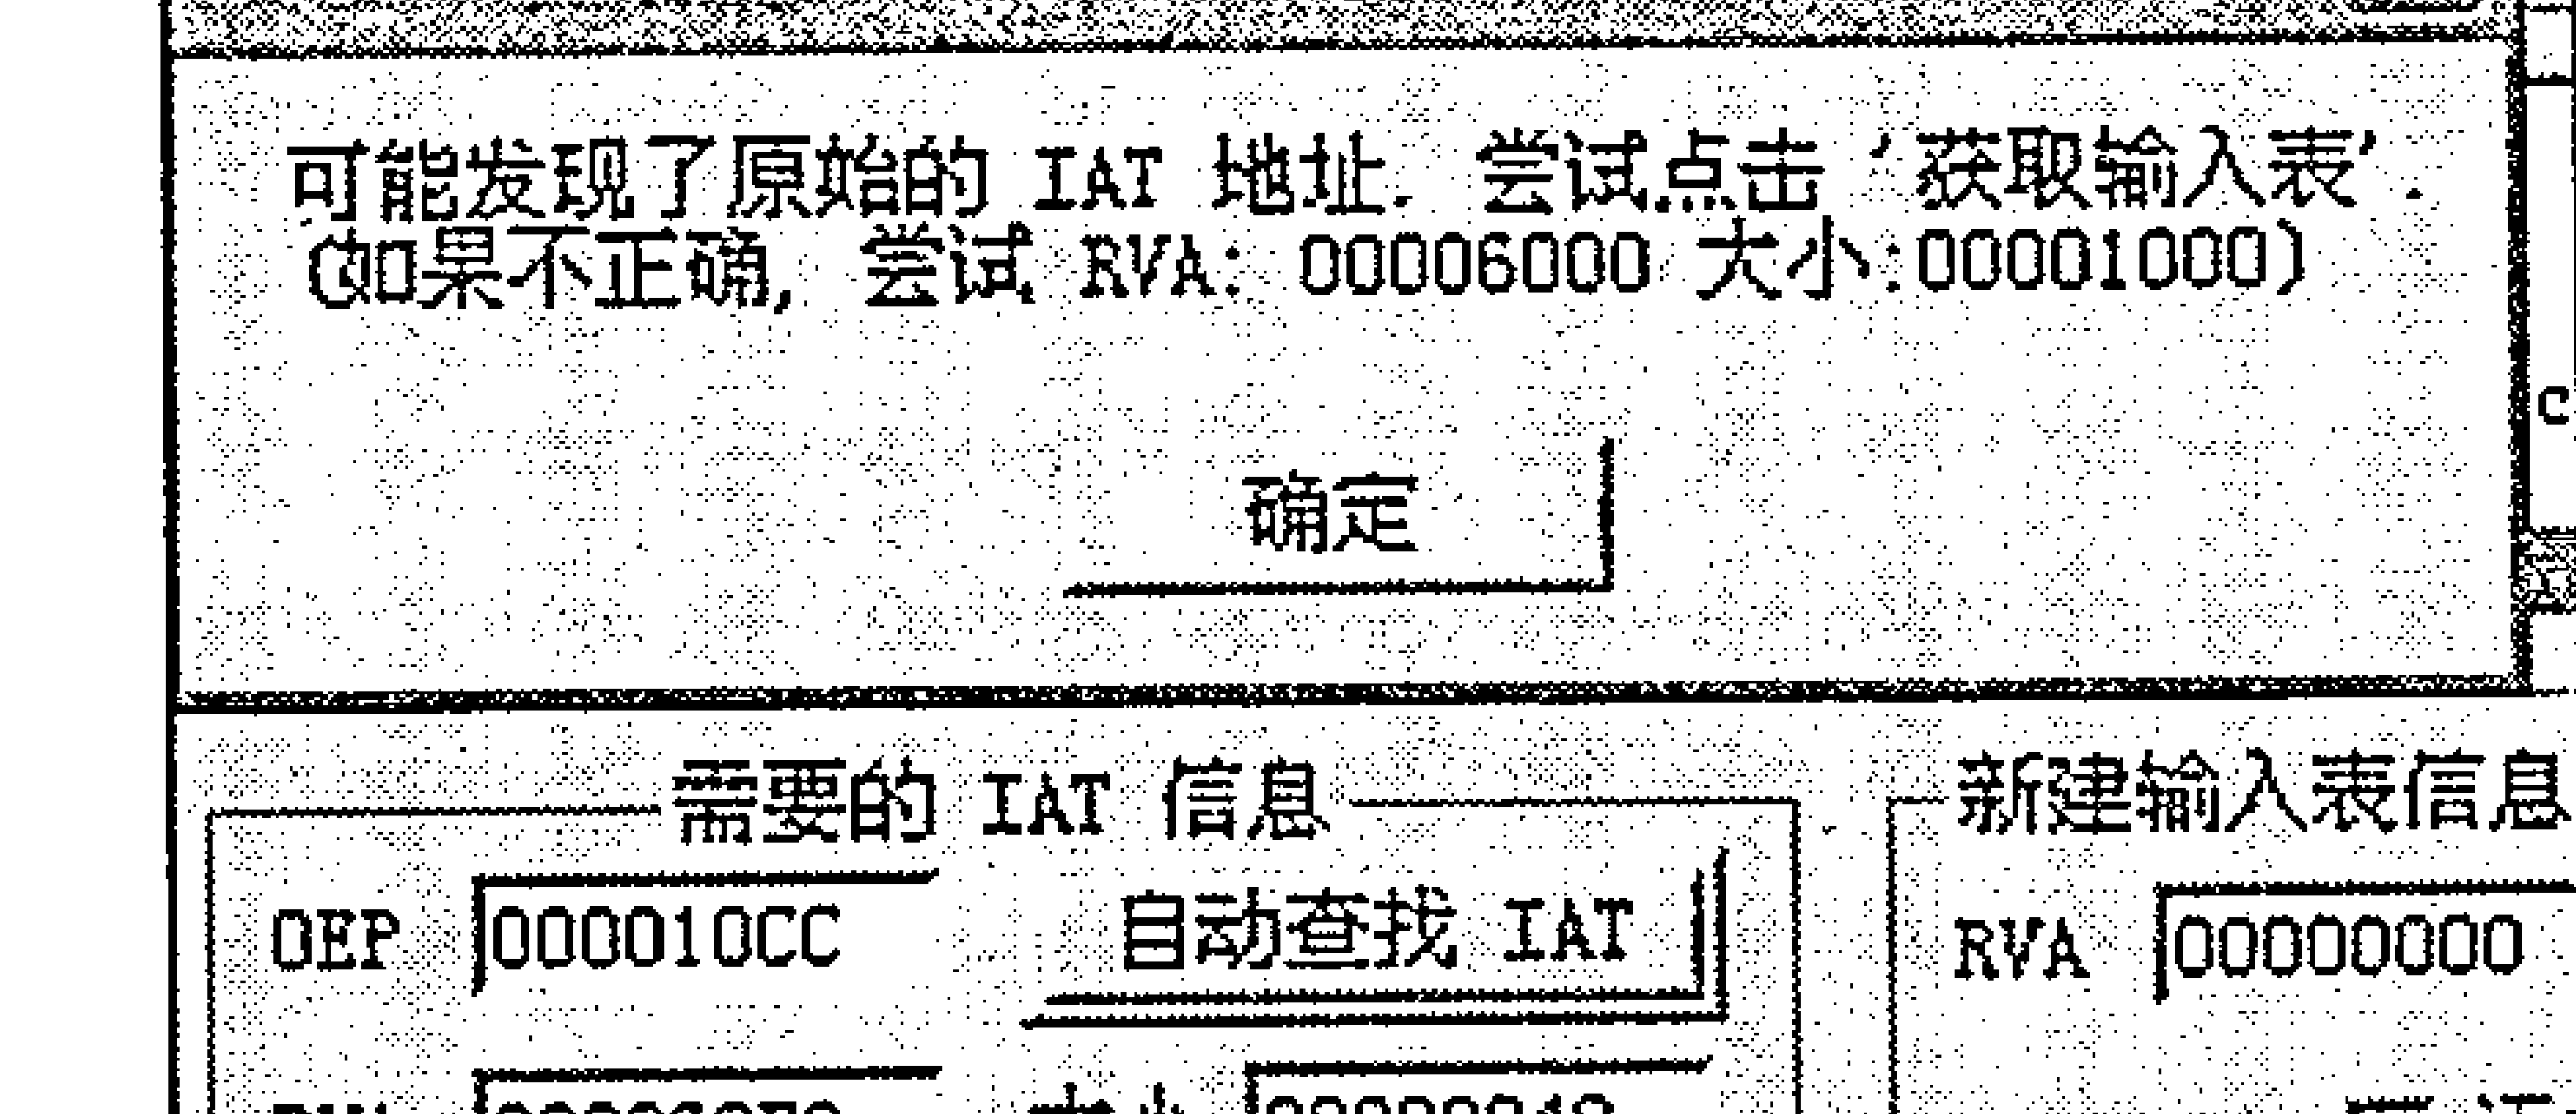 可能发现了原始的 IAT 地址. 尝试点击 '获取输入表'.
(如果不正确, 尝试 RVA: 00006000 大小:00001000)
确定
需要的 IAT 信息
新建输入表信息
OEP 000010CC 自动查找 IAT
RVA 00000000